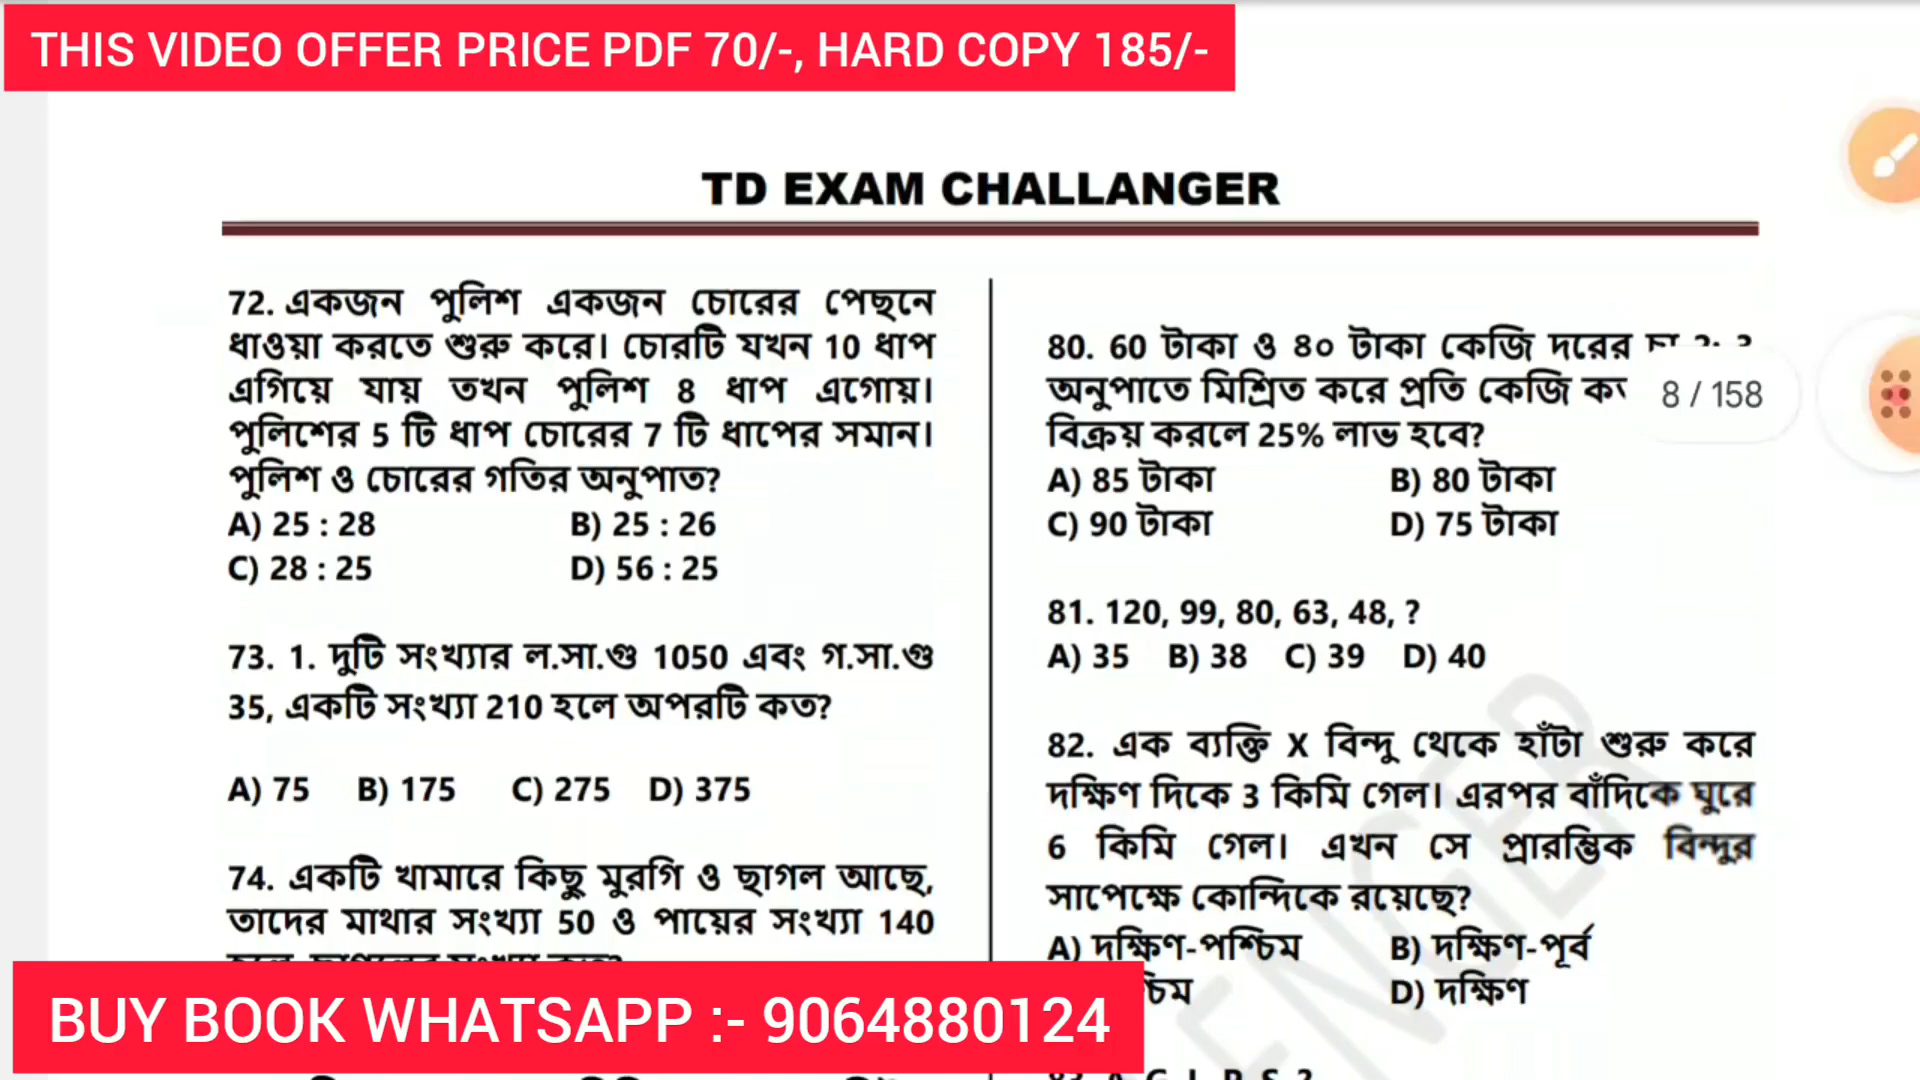 THIS VIDEO OFFER PRICE PDF 70/-, HARD COPY 185/-
TD EXAM CHALLANGER
72. একজন পুলিশ একজন চোরের পেছনে
ধাওয়া করতে শুরু করে। চোরটি যখন 10 ধাপ
এগিয়ে যায় তখন পুলিশ 8 ধাপ এগোয়।
পুলিশের 5 টি ধাপ চোরের 7 টি ধাপের সমান।
পুলিশ ও চোরের গতির অনুপাত?
A) 25 : 28 B) 25 : 26
C) 28 : 25 D) 56 : 25
73. 1. দুটি সংখ্যার ল.সা.গু 1050 এবং গ.সা.গু
35, একটি সংখ্যা 210 হলে অপরটি কত?
A) 75 B) 175 C) 275 D) 375
74. একটি খামারে কিছু মুরগি ও ছাগল আছে,
তাদের মাথার সংখ্যা 50 ও পায়ের সংখ্যা 140
80. 60 টাকা ও ৪০ টাকা কেজি দরের চা 2: 3
অনুপাতে মিশ্রিত করে প্রতি কেজি
বিক্রয় করলে 25% লাভ হবে?
A) 85 টাকা B) 80 টাকা
C) 90 টাকা D) 75 টাকা
81. 120, 99, 80, 63, 48, ?
A) 35 B) 38 C) 39 D) 40
82. এক ব্যক্তি X বিন্দু থেকে হাঁটা শুরু করে
দক্ষিণ দিকে 3 কিমি গেল। এরপর বাঁদিকে ঘুরে
6 কিমি গেল। এখন সে প্রারম্ভিক বিন্দুর
সাপেক্ষে কোন্দিকে রয়েছে?
A) দক্ষিণ-পশ্চিম B) দক্ষিণ-পূর্ব
D) দক্ষিণ
8 / 158
BUY BOOK WHATSAPP :- 9064880124